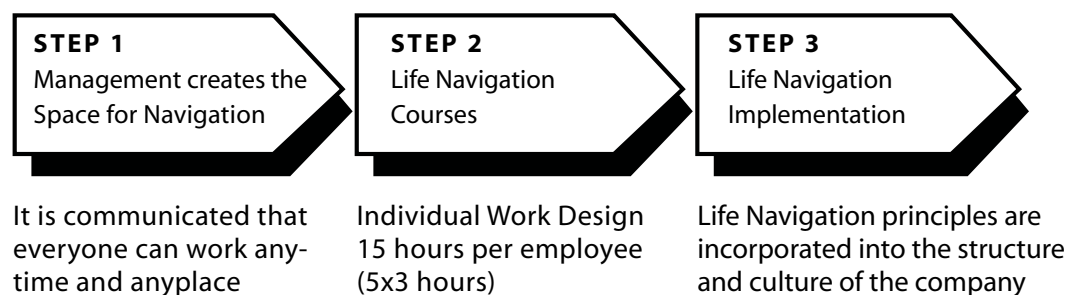 STEP 1
Management creates the
Space for Navigation
STEP 2
Life Navigation
Courses
STEP 3
Life Navigation
Implementation
It is communicated that
everyone can work any-
time and anyplace
Individual Work Design
15 hours per employee
(5x3 hours)
Life Navigation principles are
incorporated into the structure
and culture of the company